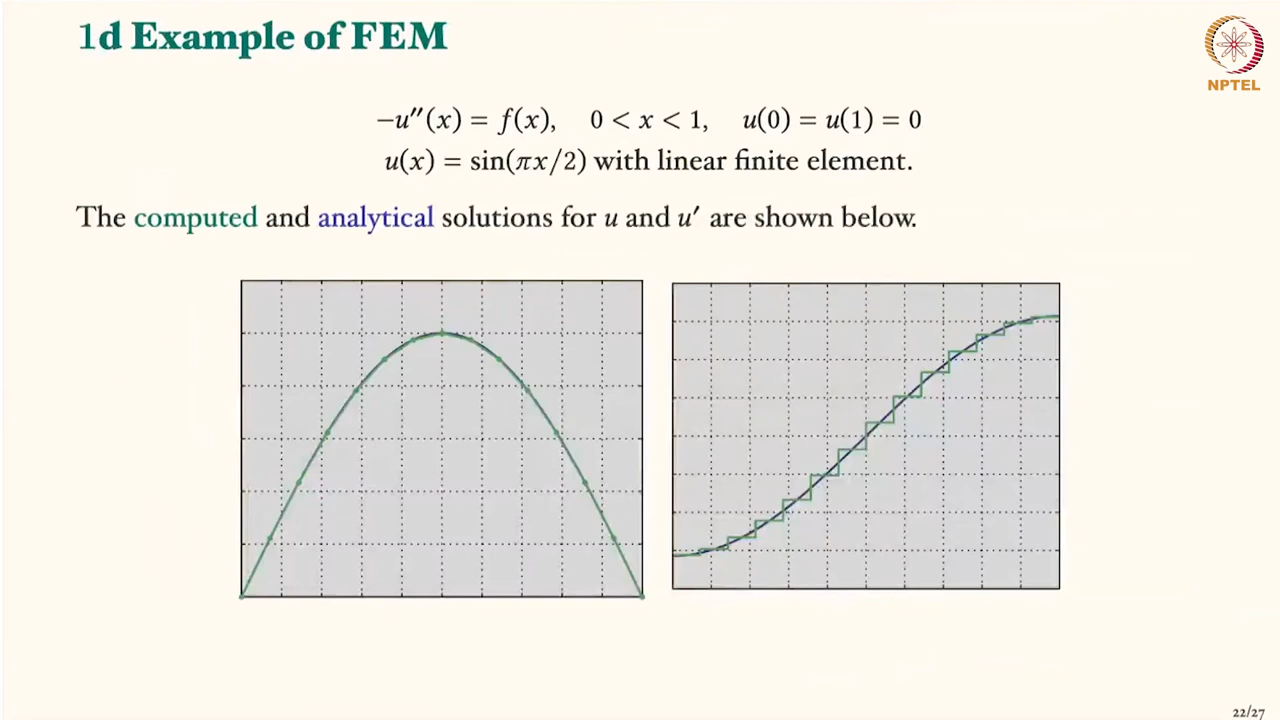 1d Example of FEM
NPTEL
−u″(x) = f(x), 0 < x < 1, u(0) = u(1) = 0
u(x) = sin(πx/2) with linear finite element.
The computed and analytical solutions for u and u′ are shown below.
22/27